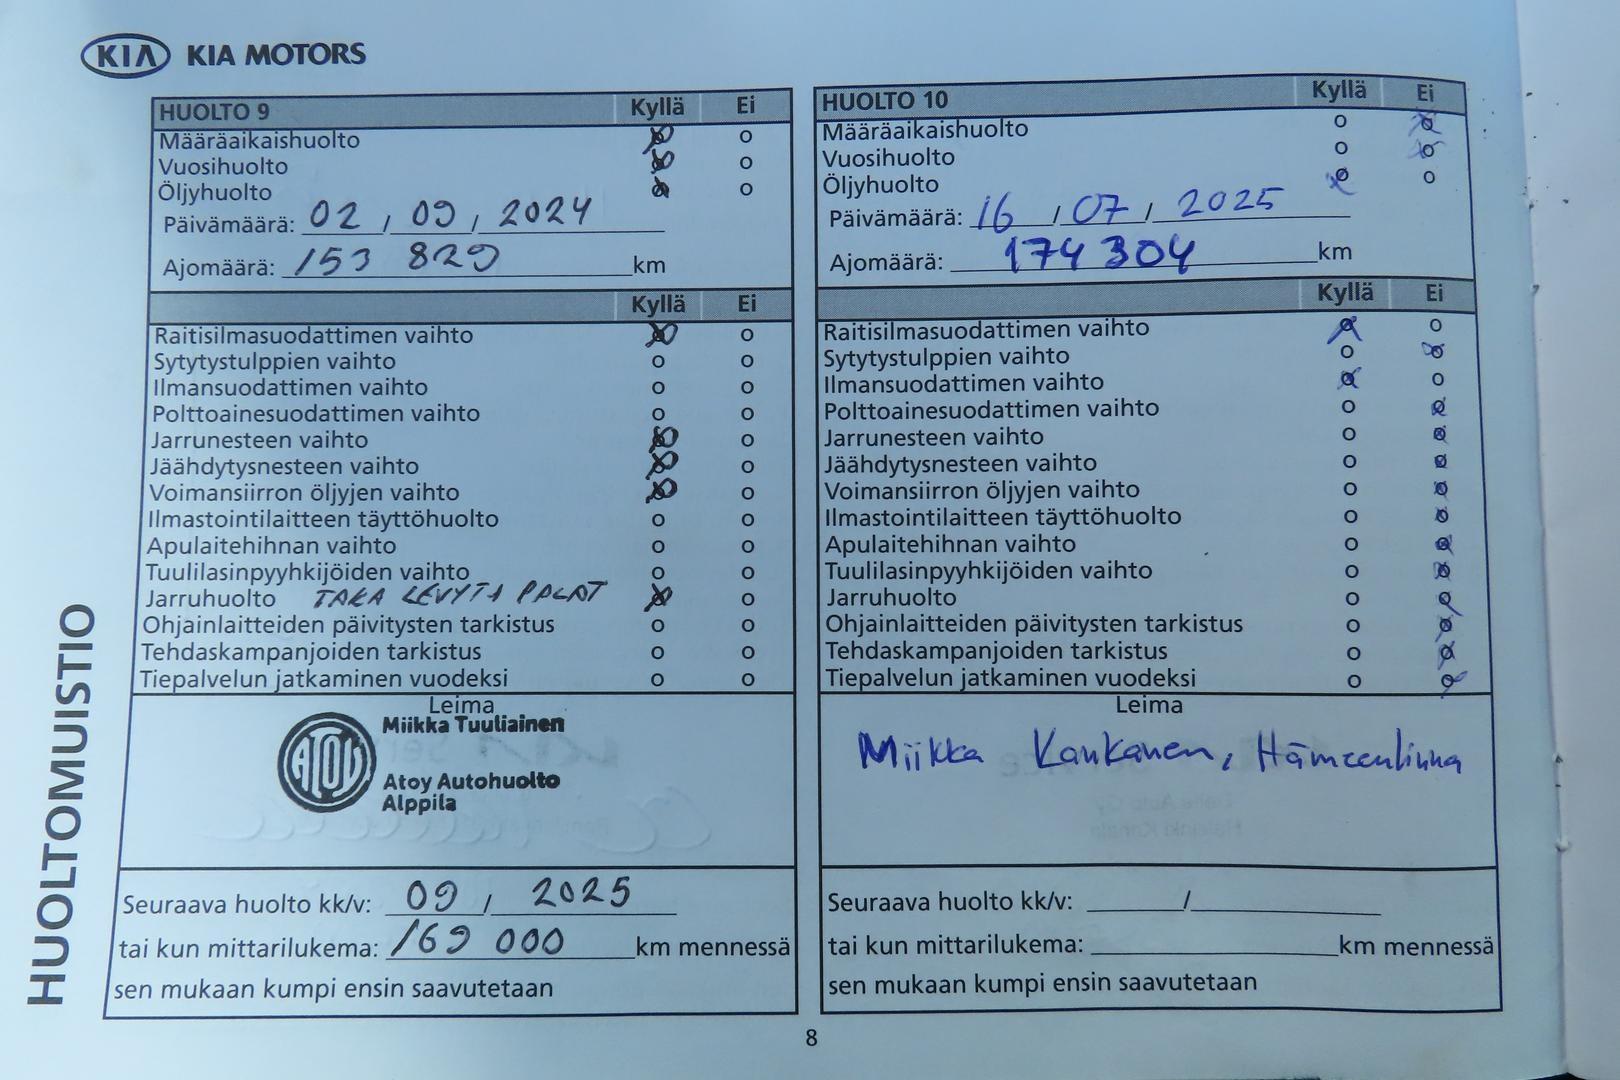 KIA KIA MOTORS
HUOLTO 9 Kyllä Ei
Määräaikaishuolto o o
Vuosihuolto o o
Öljyhuolto o o
Päivämäärä: 02 / 09 / 2024
Ajomäärä: 153 829 km
Kyllä Ei
Raitisilmasuodattimen vaihto o o
Sytytystulppien vaihto o o
Ilmansuodattimen vaihto o o
Polttoainesuodattimen vaihto o o
Jarrunesteen vaihto o o
Jäähdytysnesteen vaihto o o
Voimansiirron öljyjen vaihto o o
Ilmastointilaitteen täyttöhuolto o o
Apulaitehihnan vaihto o o
Tuulilasinpyyhkijöiden vaihto o o
Jarruhuolto TAKA LEVYT+PALAT o o
Ohjainlaitteiden päivitysten tarkistus o o
Tehdaskampanjoiden tarkistus o o
Tiepalvelun jatkaminen vuodeksi o o
Leima
Miikka Tuuliainen
ATOY
Atoy Autohuolto
Alppila
Seuraava huolto kk/v: 09 / 2025
tai kun mittarilukema: 169 000 km mennessä
sen mukaan kumpi ensin saavutetaan
HUOLTO 10 Kyllä Ei
Määräaikaishuolto o o
Vuosihuolto o o
Öljyhuolto o o
Päivämäärä: 16 / 07 / 2025
Ajomäärä: 174 304 km
Kyllä Ei
Raitisilmasuodattimen vaihto o o
Sytytystulppien vaihto o o
Ilmansuodattimen vaihto o o
Polttoainesuodattimen vaihto o o
Jarrunesteen vaihto o o
Jäähdytysnesteen vaihto o o
Voimansiirron öljyjen vaihto o o
Ilmastointilaitteen täyttöhuolto o o
Apulaitehihnan vaihto o o
Tuulilasinpyyhkijöiden vaihto o o
Jarruhuolto o o
Ohjainlaitteiden päivitysten tarkistus o o
Tehdaskampanjoiden tarkistus o o
Tiepalvelun jatkaminen vuodeksi o o
Leima
Miikka Kankanen, Hämeenlinna
Seuraava huolto kk/v: /
tai kun mittarilukema: km mennessä
sen mukaan kumpi ensin saavutetaan
HUOLTOMUISTIO
8